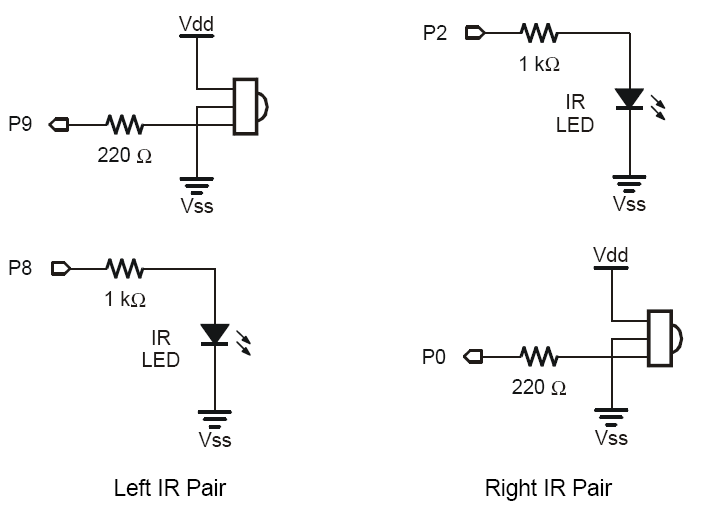 Vdd
P9
220 Ω
Vss
P8
1 kΩ
IR
LED
Vss
Left IR Pair
P2
1 kΩ
IR
LED
Vss
Vdd
P0
220 Ω
Vss
Right IR Pair